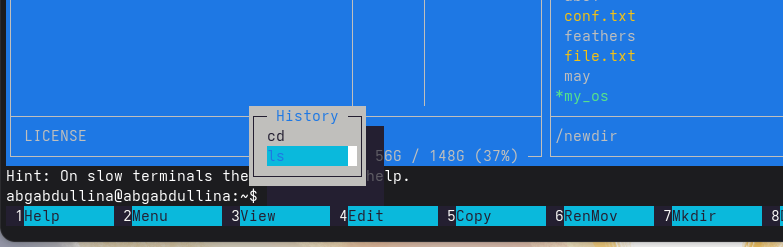 conf.txt
feathers
file.txt
may
*my_os
History
cd
ls
LICENSE
/newdir
56G / 148G (37%)
Hint: On slow terminals the help.
abgabdullina@abgabdullina:~$
1Help 2Menu 3View 4Edit 5Copy 6RenMov 7Mkdir 8